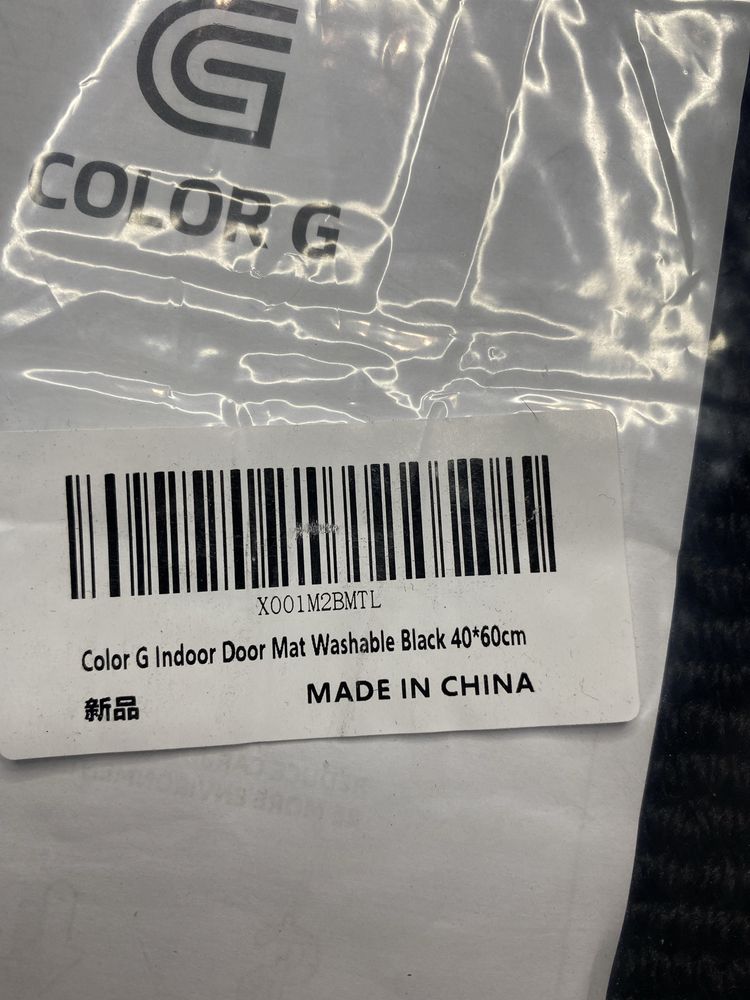 COLOR G
X001M2BMTL
Color G Indoor Door Mat Washable Black 40*60cm
新品
MADE IN CHINA